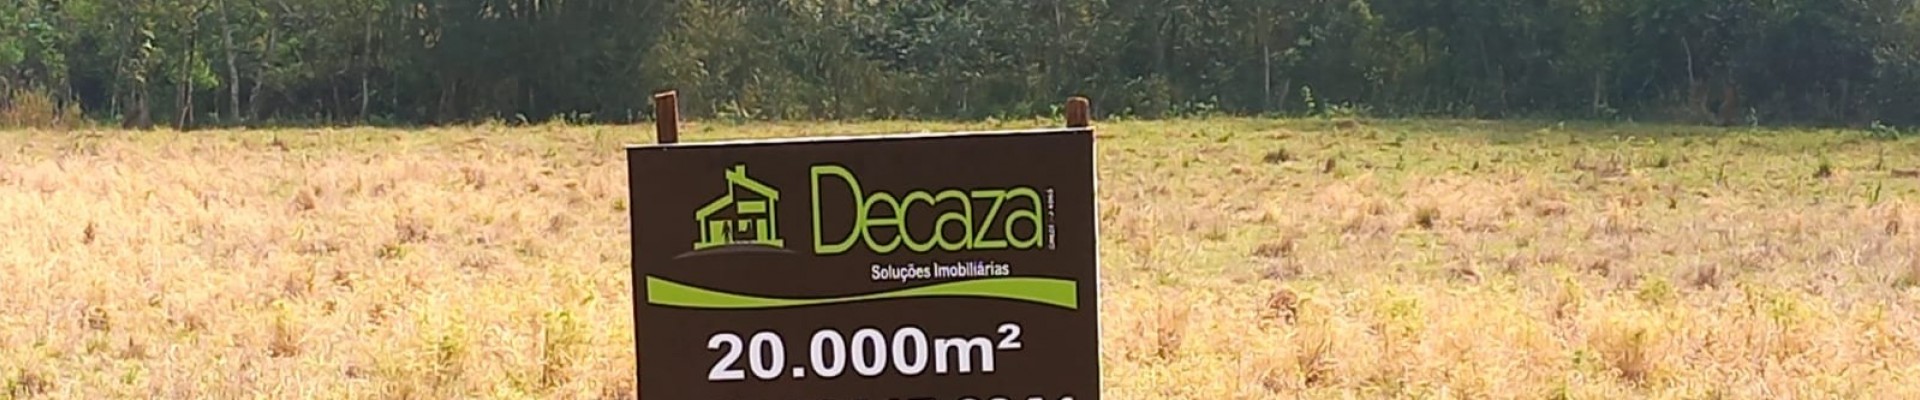 Decaza
Soluções Imobiliárias
20.000m²